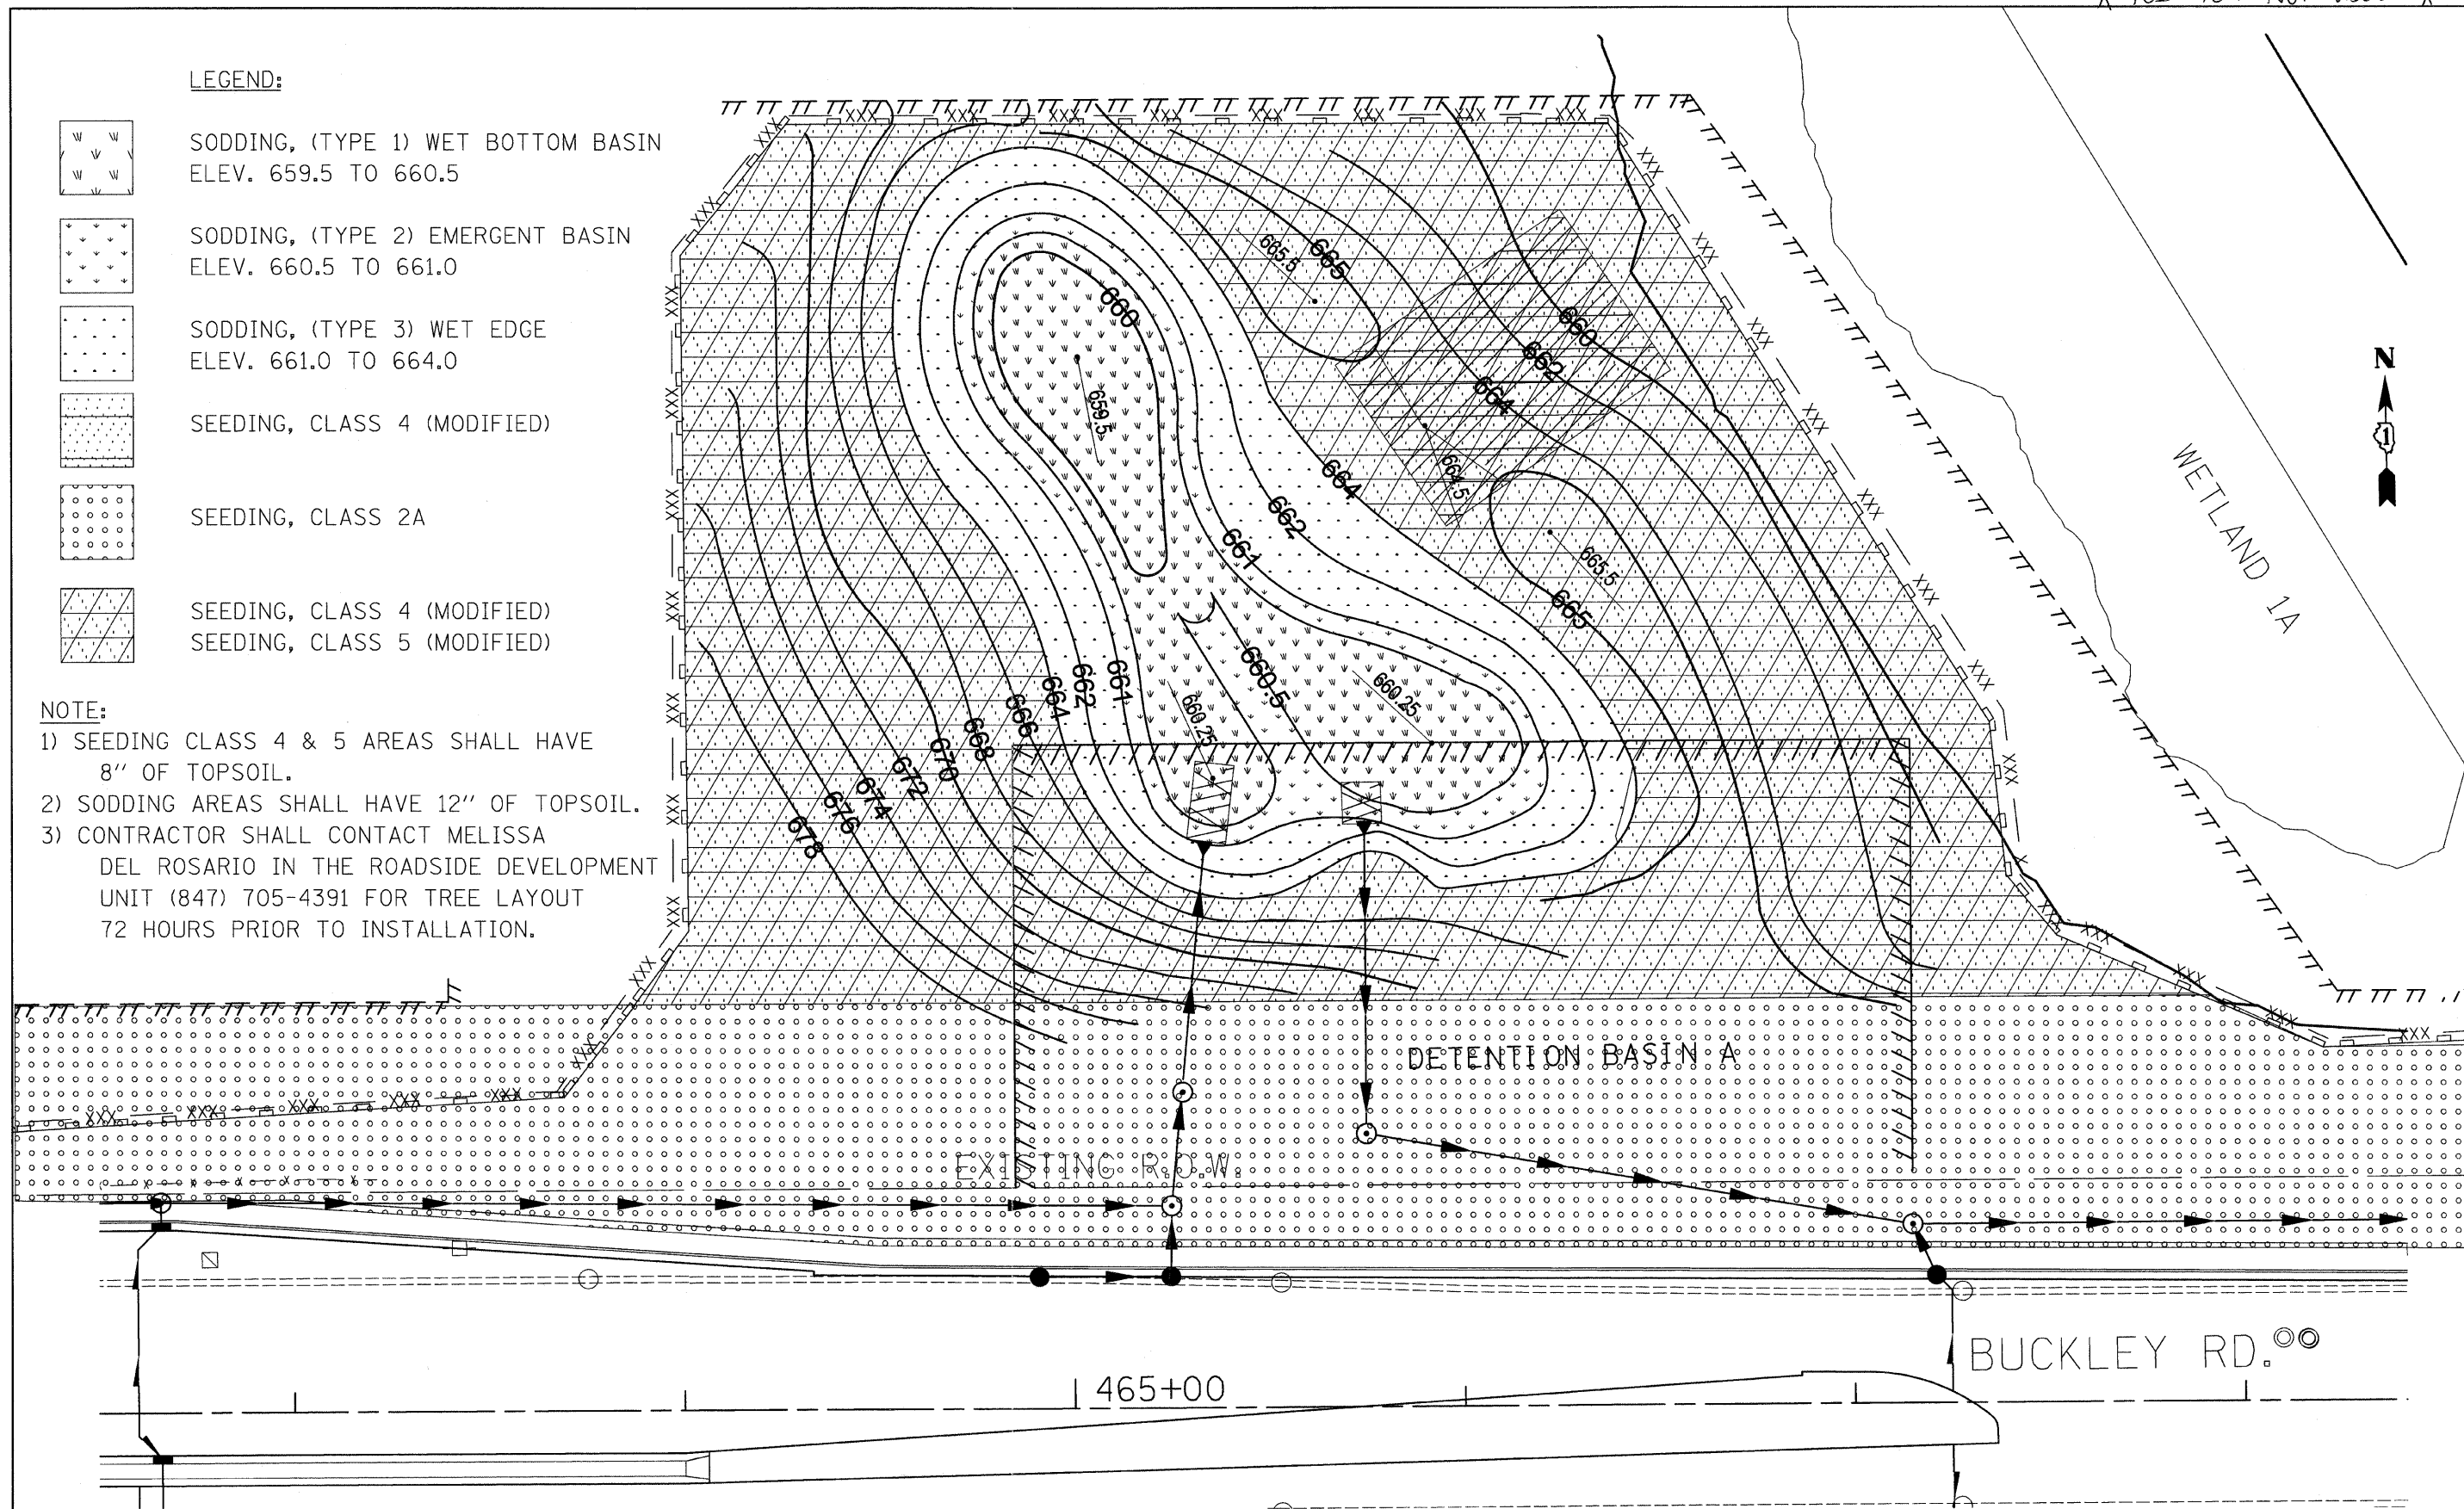 LEGEND:
SODDING, (TYPE 1) WET BOTTOM BASIN
ELEV. 659.5 TO 660.5
SODDING, (TYPE 2) EMERGENT BASIN
ELEV. 660.5 TO 661.0
SODDING, (TYPE 3) WET EDGE
ELEV. 661.0 TO 664.0
SEEDING, CLASS 4 (MODIFIED)
SEEDING, CLASS 2A
SEEDING, CLASS 4 (MODIFIED)
SEEDING, CLASS 5 (MODIFIED)
NOTE:
1) SEEDING CLASS 4 & 5 AREAS SHALL HAVE
8" OF TOPSOIL.
2) SODDING AREAS SHALL HAVE 12" OF TOPSOIL.
3) CONTRACTOR SHALL CONTACT MELISSA
DEL ROSARIO IN THE ROADSIDE DEVELOPMENT
UNIT (847) 705-4391 FOR TREE LAYOUT
72 HOURS PRIOR TO INSTALLATION.
665.5
665
660
659.5
660
662
664
664.5
664
662
661
665.5
665
660.5
660.25
660.25
661
662
664
666
668
670
672
674
676
678
N
1
WETLAND 1A
DETENTION BASIN A
EXISTING R.O.W.
BUCKLEY RD.
465+00